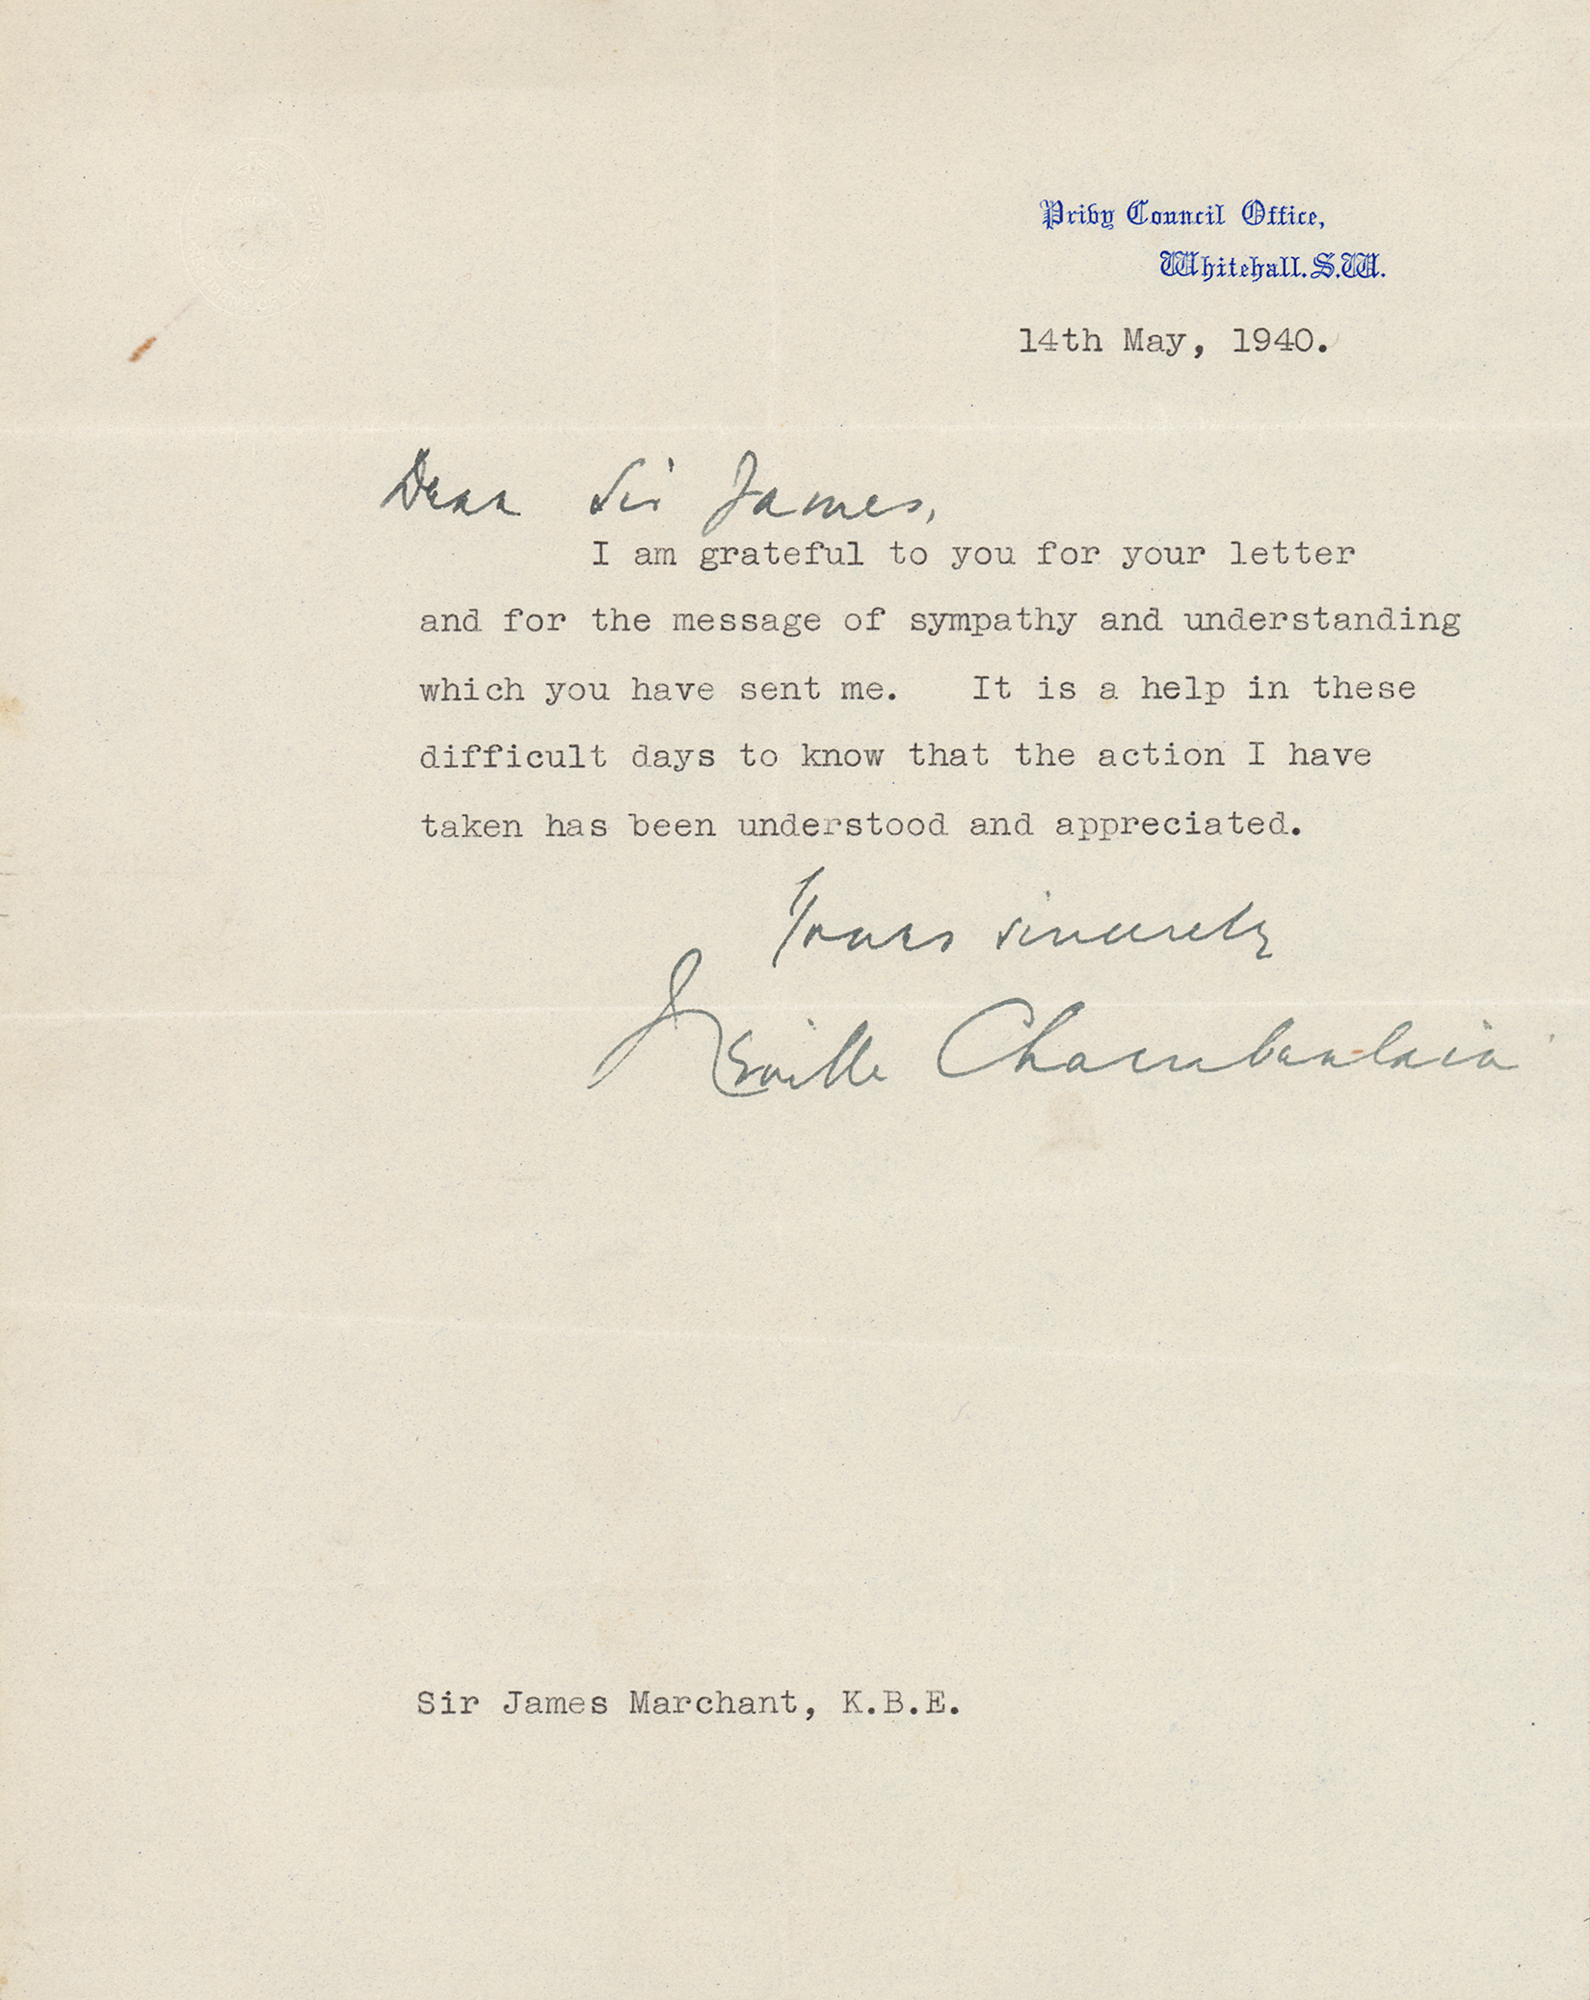 Privy Council Office,
Whitehall. S.W.
14th May, 1940.
Dear Sir James,
I am grateful to you for your letter
and for the message of sympathy and understanding
which you have sent me.   It is a help in these
difficult days to know that the action I have
taken has been understood and appreciated.
Yours sincerely
Neville Chamberlain
Sir James Marchant, K.B.E.